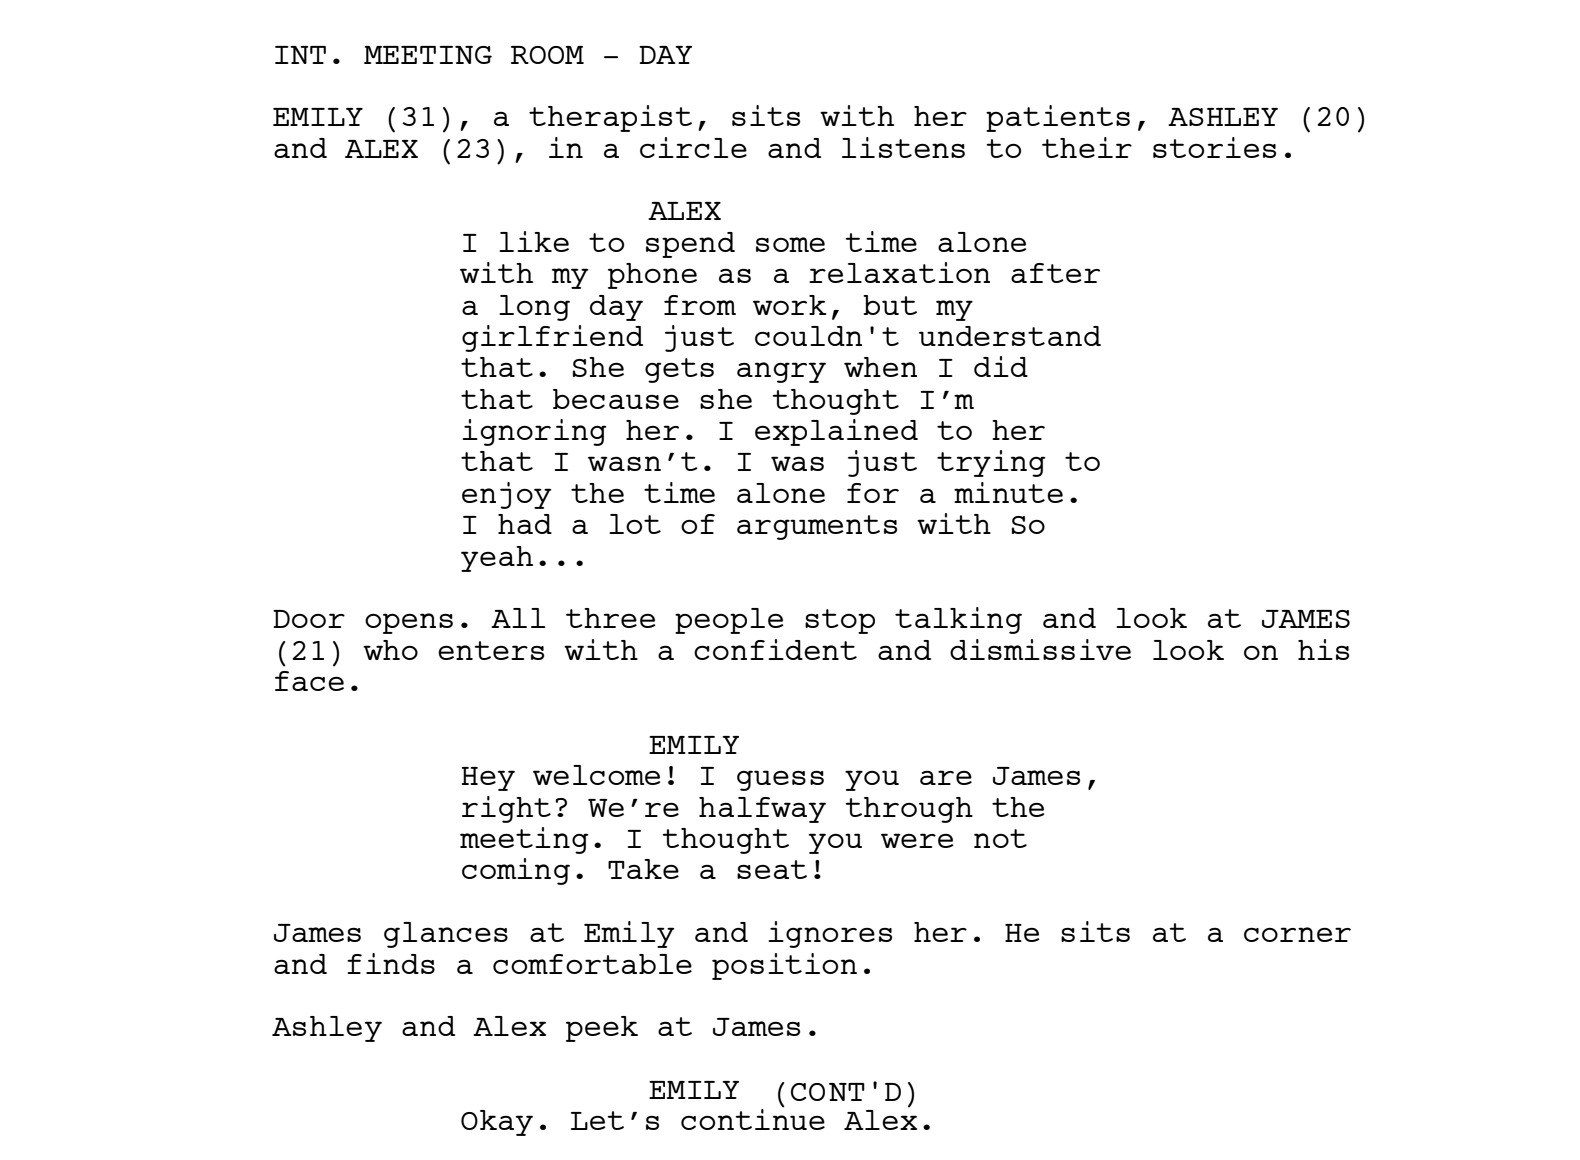 INT. MEETING ROOM – DAY
EMILY (31), a therapist, sits with her patients, ASHLEY (20)
and ALEX (23), in a circle and listens to their stories.
ALEX
I like to spend some time alone
with my phone as a relaxation after
a long day from work, but my
girlfriend just couldn't understand
that. She gets angry when I did
that because she thought I’m
ignoring her. I explained to her
that I wasn’t. I was just trying to
enjoy the time alone for a minute.
I had a lot of arguments with So
yeah...
Door opens. All three people stop talking and look at JAMES
(21) who enters with a confident and dismissive look on his
face.
EMILY
Hey welcome! I guess you are James,
right? We’re halfway through the
meeting. I thought you were not
coming. Take a seat!
James glances at Emily and ignores her. He sits at a corner
and finds a comfortable position.
Ashley and Alex peek at James.
EMILY (CONT'D)
Okay. Let’s continue Alex.